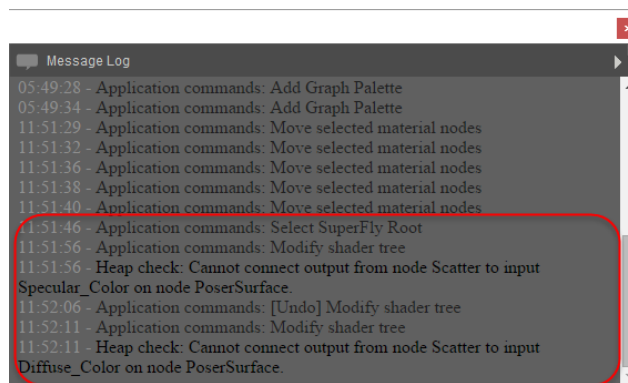 Message Log
05:49:28 - Application commands: Add Graph Palette
05:49:34 - Application commands: Add Graph Palette
11:51:29 - Application commands: Move selected material nodes
11:51:32 - Application commands: Move selected material nodes
11:51:36 - Application commands: Move selected material nodes
11:51:38 - Application commands: Move selected material nodes
11:51:40 - Application commands: Move selected material nodes
11:51:46 - Application commands: Select SuperFly Root
11:51:56 - Application commands: Modify shader tree
11:51:56 - Heap check: Cannot connect output from node Scatter to input
Specular_Color on node PoserSurface.
11:52:06 - Application commands: [Undo] Modify shader tree
11:52:11 - Application commands: Modify shader tree
11:52:11 - Heap check: Cannot connect output from node Scatter to input
Diffuse_Color on node PoserSurface.